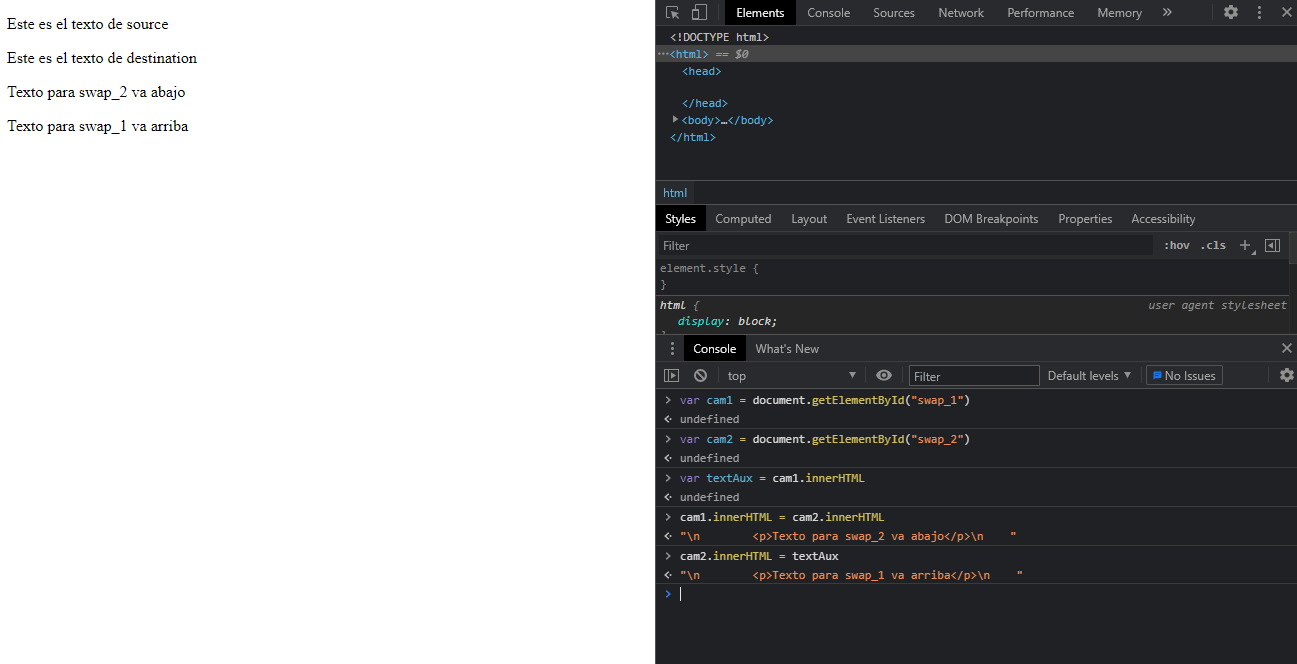 Este es el texto de source
Este es el texto de destination
Texto para swap_2 va abajo
Texto para swap_1 va arriba
Elements Console Sources Network Performance Memory »
<!DOCTYPE html>
···<html> == $0
<head>
</head>
<body>…</body>
</html>
html
Styles Computed Layout Event Listeners DOM Breakpoints Properties Accessibility
Filter :hov .cls +
element.style {
}
html { user agent stylesheet
display: block;
}
Console What's New
top Filter Default levels No Issues
> var cam1 = document.getElementById("swap_1")
undefined
> var cam2 = document.getElementById("swap_2")
undefined
> var textAux = cam1.innerHTML
undefined
> cam1.innerHTML = cam2.innerHTML
"\n        <p>Texto para swap_2 va abajo</p>\n    "
> cam2.innerHTML = textAux
"\n        <p>Texto para swap_1 va arriba</p>\n    "
>